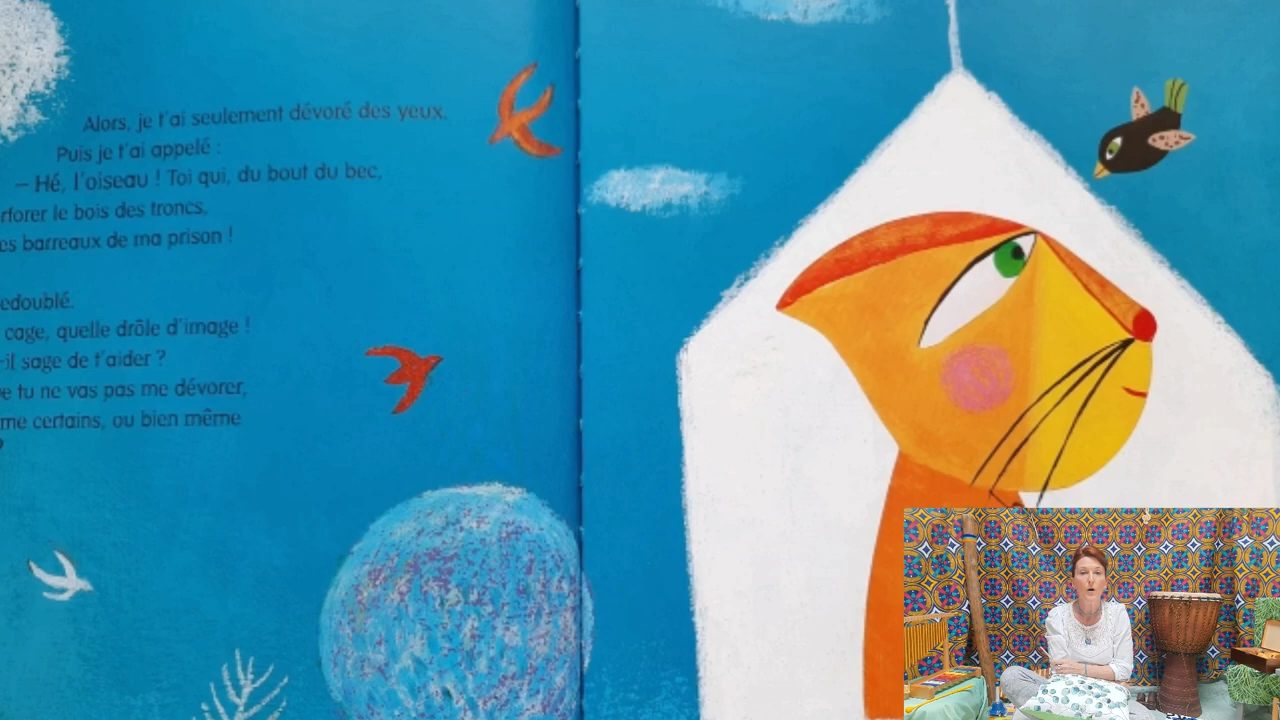 Alors, je t'ai seulement dévoré des yeux,
Puis je t'ai appelé :
– Hé, l'oiseau ! Toi qui, du bout du bec,
rforer le bois des troncs,
es barreaux de ma prison !
edoublé.
cage, quelle drôle d'image !
-il sage de t'aider ?
e tu ne vas pas me dévorer,
me certains, ou bien même
?